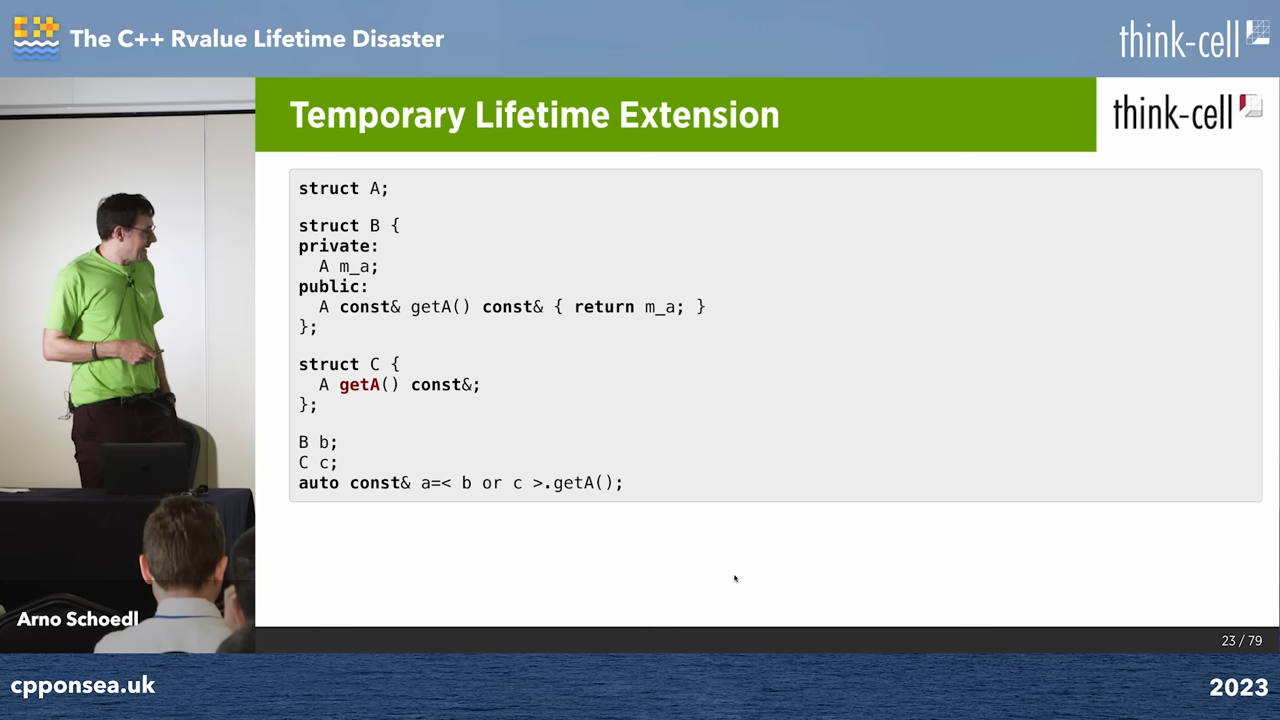 The C++ Rvalue Lifetime Disaster
think-cell
Temporary Lifetime Extension
think-cell
struct A;
struct B {
private:
  A m_a;
public:
  A const& getA() const& { return m_a; }
};
struct C {
  A getA() const&;
};
B b;
C c;
auto const& a=< b or c >.getA();
Arno Schoedl
23 / 79
cpponsea.uk
2023